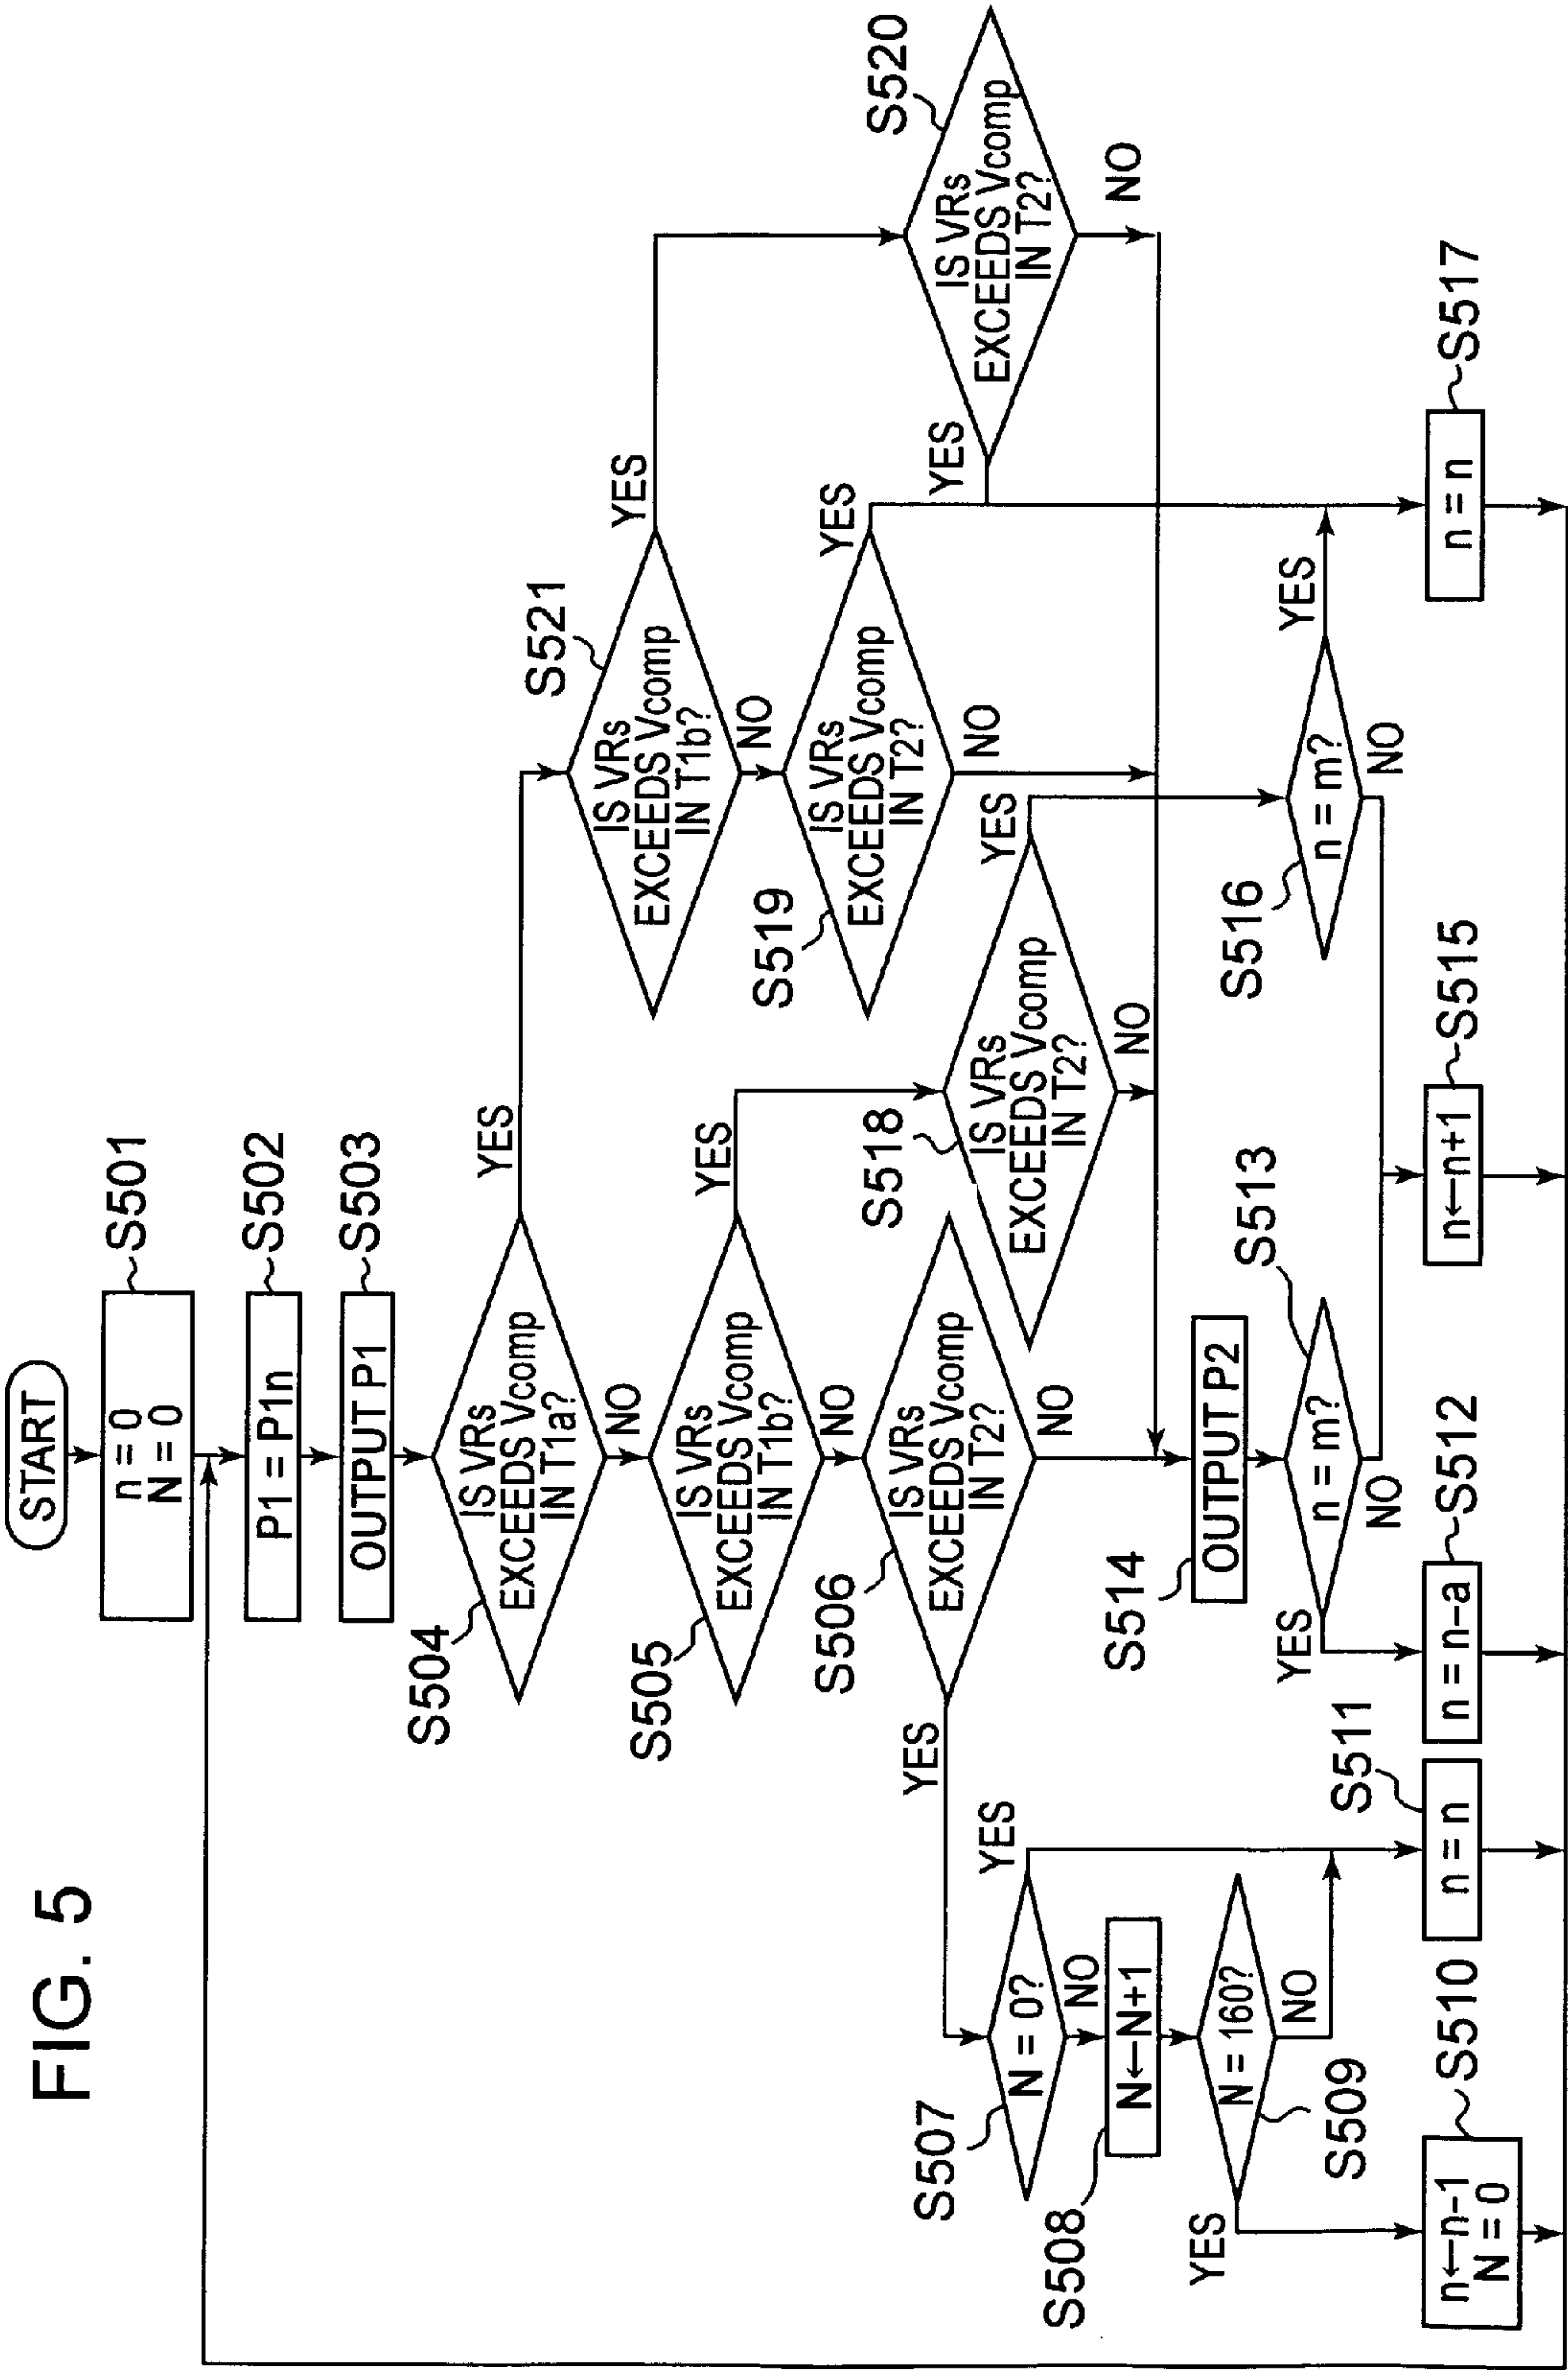 FIG. 5
START
n = 0
N = 0
S501
P1 = P1n
S502
OUTPUT P1
S503
S504
IS VRs
EXCEEDS Vcomp
IN T1a?
YES
NO
S521
IS VRs
EXCEEDS Vcomp
IN T1b?
YES
NO
S505
IS VRs
EXCEEDS Vcomp
IN T1b?
YES
NO
S519
IS VRs
EXCEEDS Vcomp
IN T2?
YES
NO
S520
IS VRs
EXCEEDS Vcomp
IN T2?
YES
NO
S506
IS VRs
EXCEEDS Vcomp
IN T2?
YES
NO
S518
IS VRs
EXCEEDS Vcomp
IN T2?
YES
NO
S507
N = 0?
YES
NO
S508
N←N+1
S509
N = 160?
YES
NO
S514
OUTPUT P2
S513
n = m?
YES
NO
S516
n = m?
YES
NO
S510
n←n−1
N = 0
S511
n = n
S512
n = n−a
S515
n←n+1
S517
n = n